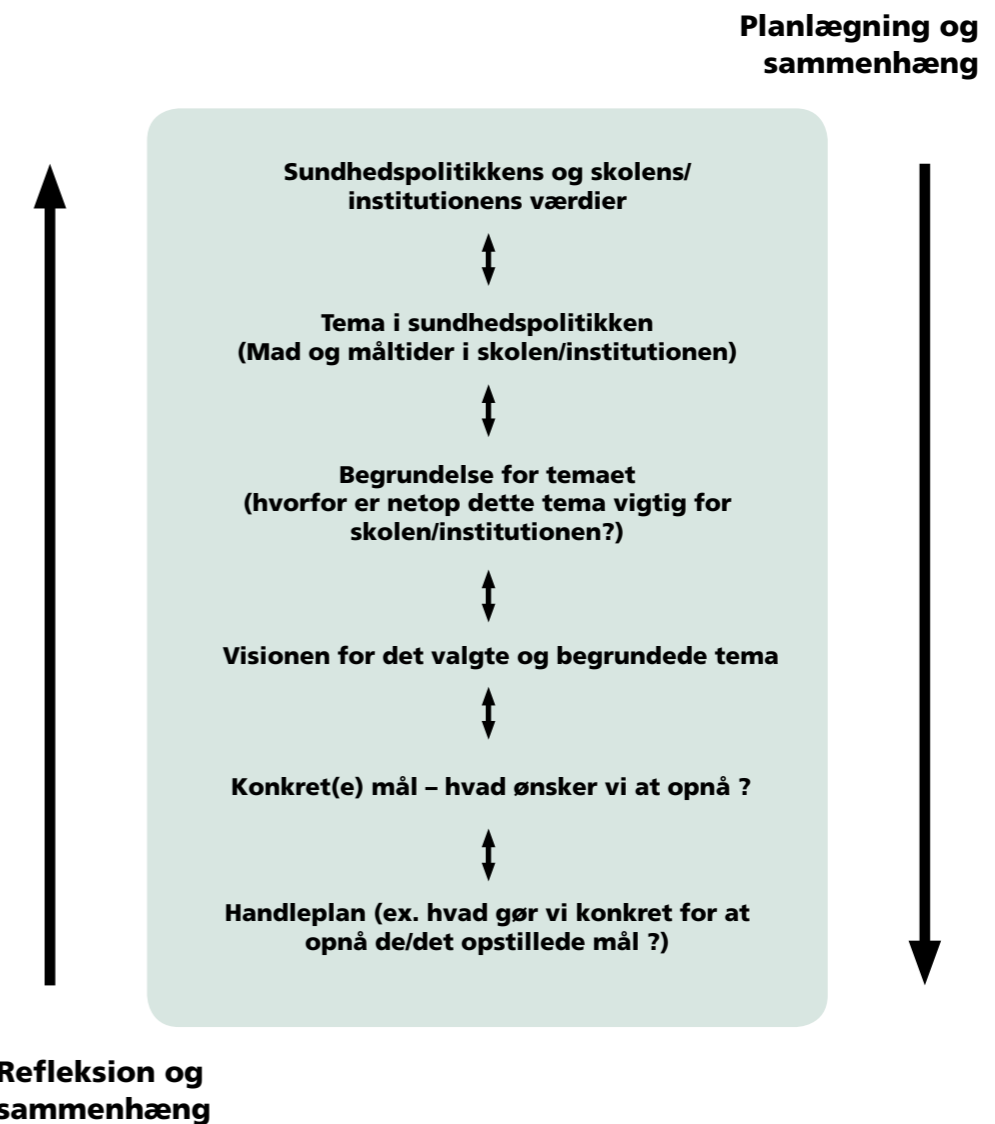 Planlægning og
sammenhæng
Sundhedspolitikkens og skolens/
institutionens værdier
Tema i sundhedspolitikken
(Mad og måltider i skolen/institutionen)
Begrundelse for temaet
(hvorfor er netop dette tema vigtig for
skolen/institutionen?)
Visionen for det valgte og begrundede tema
Konkret(e) mål – hvad ønsker vi at opnå ?
Handleplan (ex. hvad gør vi konkret for at
opnå de/det opstillede mål ?)
Refleksion og
sammenhæng